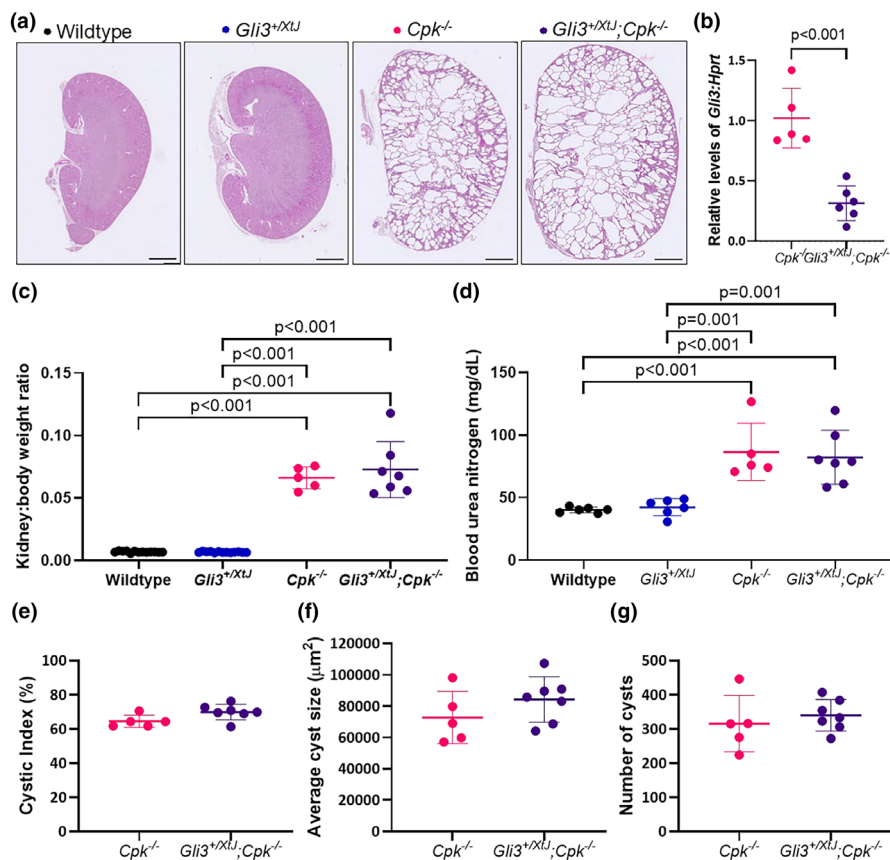 (a)
Wildtype
Gli3+/XtJ
Cpk-/-
Gli3+/XtJ;Cpk-/-
(b)
p<0.001
Relative levels of Gli3:Hprt
1.5
1.0
0.5
0.0
Cpk-/-
Gli3+/XtJ;Cpk-/-
(c)
p<0.001
p<0.001
p<0.001
p<0.001
Kidney:body weight ratio
0.15
0.10
0.05
0.00
Wildtype
Gli3+/XtJ
Cpk-/-
Gli3+/XtJ;Cpk-/-
(d)
p=0.001
p=0.001
p<0.001
p<0.001
Blood urea nitrogen (mg/dL)
150
100
50
0
Wildtype
Gli3+/XtJ
Cpk-/-
Gli3+/XtJ;Cpk-/-
(e)
Cystic Index (%)
100
80
60
40
20
0
Cpk-/-
Gli3+/XtJ;Cpk-/-
(f)
Average cyst size (µm2)
120000
100000
80000
60000
40000
20000
0
Cpk-/-
Gli3+/XtJ;Cpk-/-
(g)
Number of cysts
500
400
300
200
100
0
Cpk-/-
Gli3+/XtJ;Cpk-/-